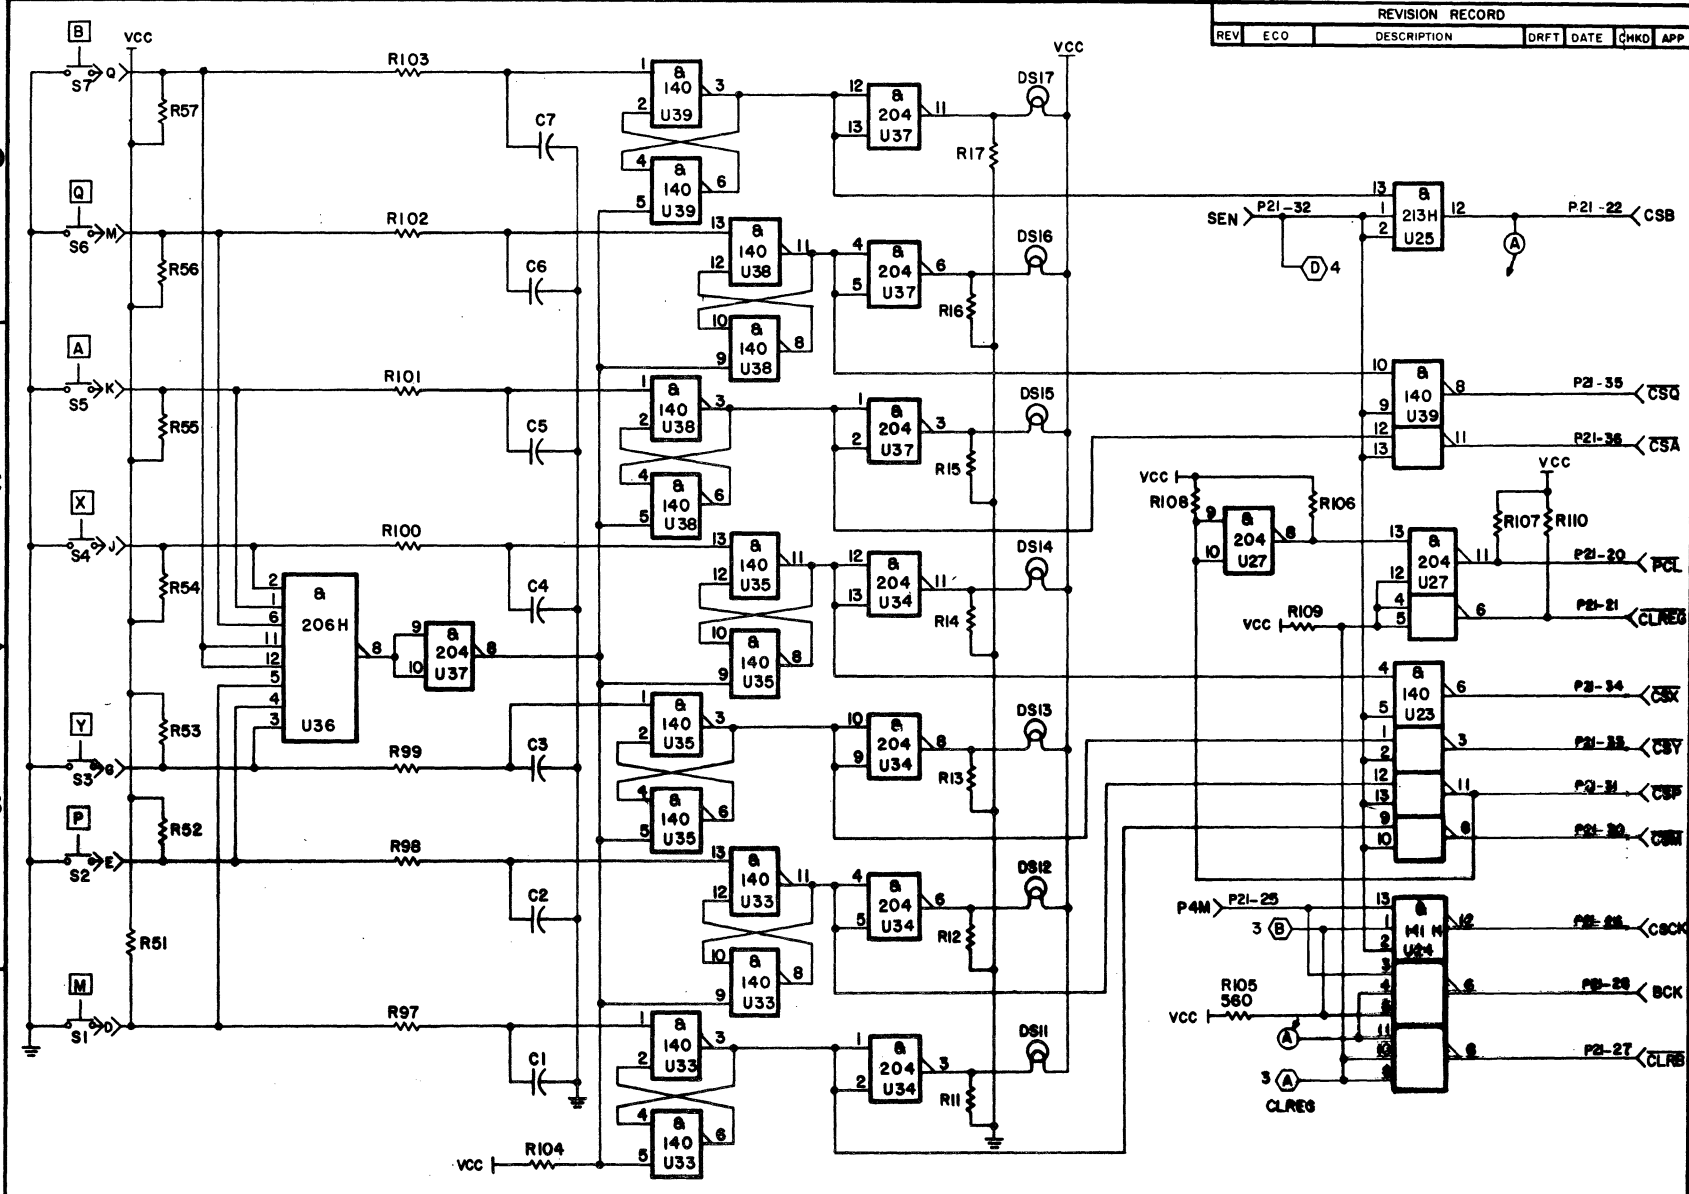 REVISION RECORD
REV ECO DESCRIPTION DRFT DATE CHKD APP
B VCC VCC
S7 Q R103 1 & 140 U39 3 12 & 204 U37 11 DS17
R57 2 13
C7 R17
4 & 140 U39 6
5
Q
S6 M R102 13 & 140 U38 11 4 & 204 U37 6 DS16
R56 12 5
C6 R16
10 & 140 U38 8
9
SEN P21-32 13 & 213H U25 12 P21-22 CSB
1
2
A
D 4
A
S5 K R101 1 & 140 U38 3 1 & 204 U37 3 DS15
R55 2 2
C5 R15
4 & 140 U38 6
5
10 & 140 U39 8 P21-35 CSQ
9
12 11 P21-36 CSA
13
X
S4 J R100 13 & 140 U35 11 12 & 204 U34 11 DS14
R54 12 13
C4 R14
10 & 140 U35 8
9
VCC R108 R106 VCC
9 & 204 U27 8
10
R107 R110
13 & 204 U27 11 P21-20 PCL
12
4 6 P21-21 CLREG
5
VCC R109
2 & 206H U36 8
1
6
11
12
5
4
3
9 & 204 U37 8
10
Y
S3 G R99 1 & 140 U35 3 10 & 204 U34 8 DS13
R53 2 9
C3 R13
4 & 140 U35 6
5
4 & 140 U23 6 P21-34 CSX
5
1 3 P21-33 CSY
2
12 11 P21-31 CSP
13
9 8 P21-30 CSM
10
P
S2 E R98 13 & 140 U33 11 4 & 204 U34 6 DS12
R52 12 5
C2 R12
10 & 140 U33 8
9
R51
P4M P21-25 13 & U24 12 CSCK
3 B 1
2
3
4 6 BCK
R105
560
VCC
A 11
10 8 P21-27 CLRB
9
3 A
CLREG
M
S1 D R97 1 & 140 U33 3 1 & 204 U34 3 DS11
2 2
C1 R11
4 & 140 U33 6
VCC R104 5